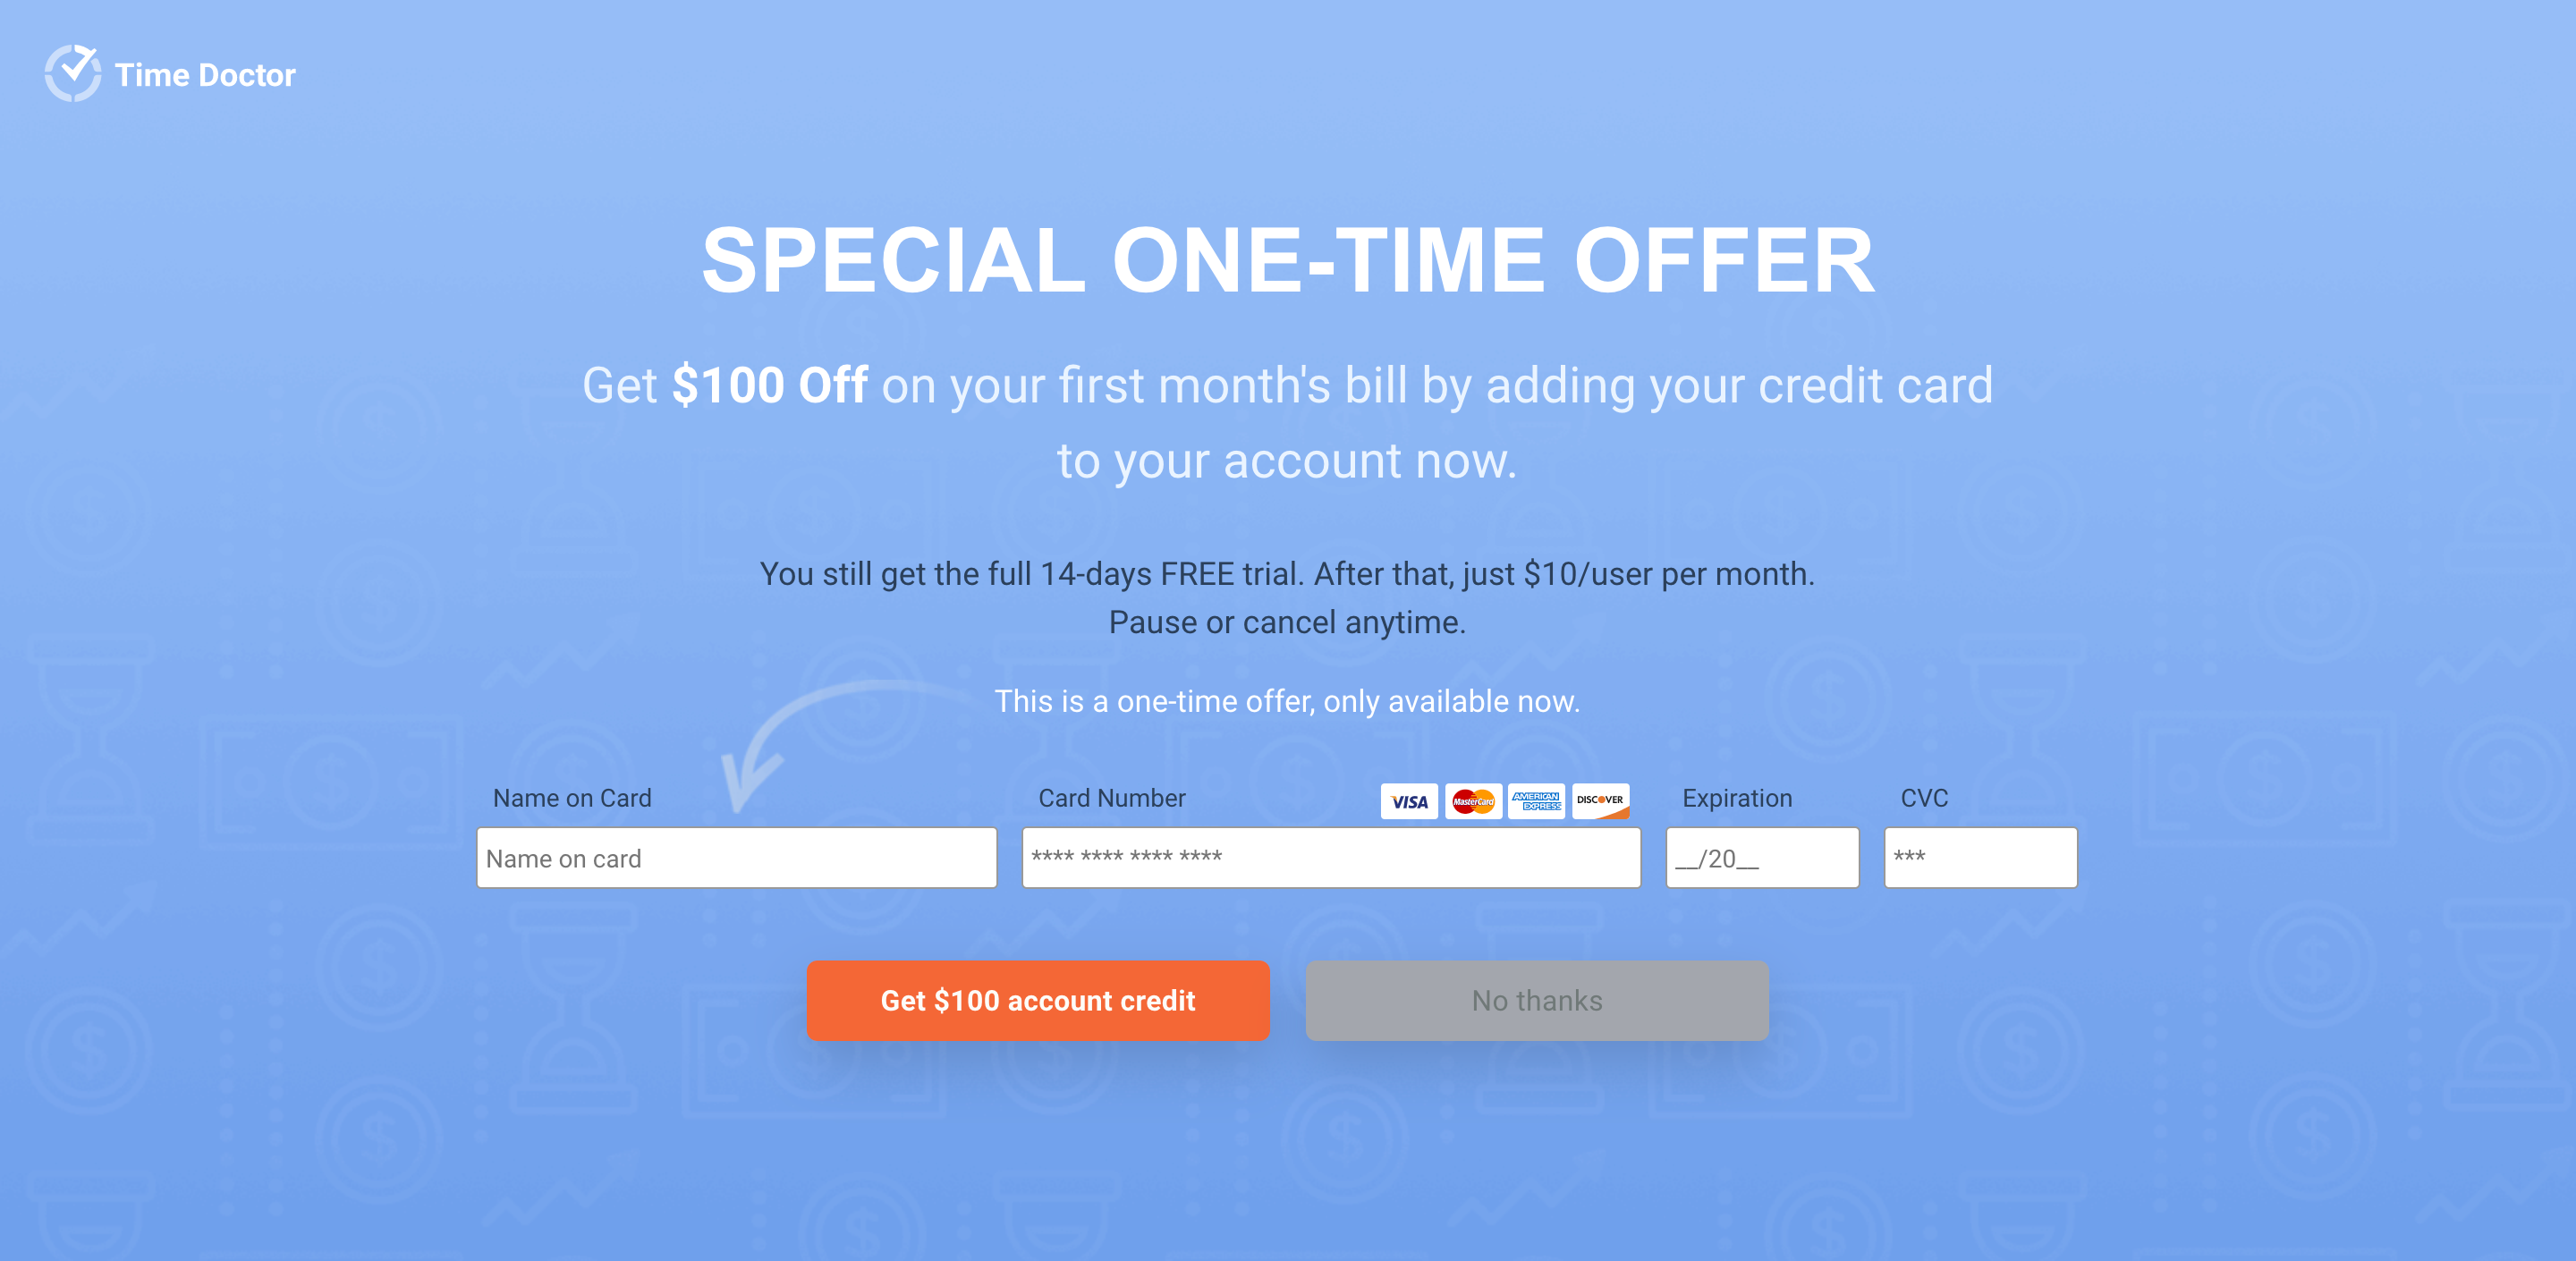 Time Doctor
SPECIAL ONE-TIME OFFER
Get $100 Off on your first month's bill by adding your credit card
to your account now.
You still get the full 14-days FREE trial. After that, just $10/user per month.
Pause or cancel anytime.
This is a one-time offer, only available now.
Name on Card
Card Number
VISA
MasterCard
AMERICAN EXPRESS
DISCOVER
Expiration
CVC
Name on card
**** **** **** ****
__/20__
***
Get $100 account credit
No thanks